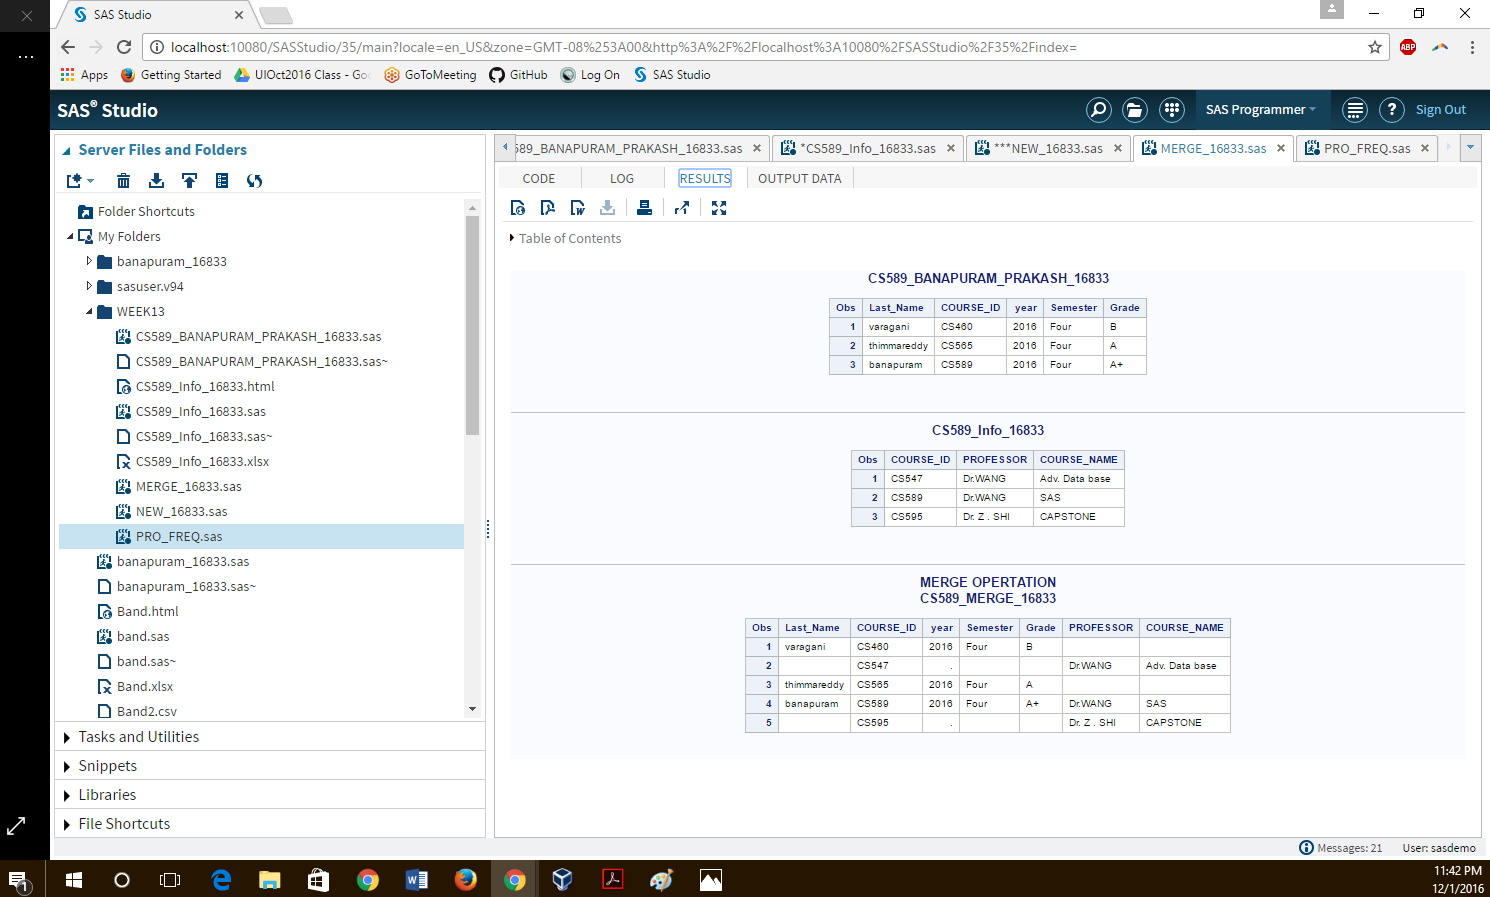 SAS Studio
localhost:10080/SASStudio/35/main?locale=en_US&zone=GMT-08%253A00&http%3A%2F%2Flocalhost%3A10080%2FSASStudio%2F35%2Findex=
ABP
Apps Getting Started UIOct2016 Class - Go GoToMeeting GitHub Log On SAS Studio
SAS® Studio
SAS Programmer ? Sign Out
Server Files and Folders
Folder Shortcuts
My Folders
banapuram_16833
sasuser.v94
WEEK13
CS589_BANAPURAM_PRAKASH_16833.sas
CS589_BANAPURAM_PRAKASH_16833.sas~
CS589_Info_16833.html
CS589_Info_16833.sas
CS589_Info_16833.sas~
CS589_Info_16833.xlsx
MERGE_16833.sas
NEW_16833.sas
PRO_FREQ.sas
banapuram_16833.sas
banapuram_16833.sas~
Band.html
band.sas
band.sas~
Band.xlsx
Band2.csv
Tasks and Utilities
Snippets
Libraries
File Shortcuts
589_BANAPURAM_PRAKASH_16833.sas *CS589_Info_16833.sas ***NEW_16833.sas MERGE_16833.sas PRO_FREQ.sas
CODE LOG RESULTS OUTPUT DATA
Table of Contents
CS589_BANAPURAM_PRAKASH_16833
Obs Last_Name COURSE_ID year Semester Grade
1 varagani CS460 2016 Four B
2 thimmareddy CS565 2016 Four A
3 banapuram CS589 2016 Four A+
CS589_Info_16833
Obs COURSE_ID PROFESSOR COURSE_NAME
1 CS547 Dr.WANG Adv. Data base
2 CS589 Dr.WANG SAS
3 CS595 Dr. Z . SHI CAPSTONE
MERGE OPERTATION
CS589_MERGE_16833
Obs Last_Name COURSE_ID year Semester Grade PROFESSOR COURSE_NAME
1 varagani CS460 2016 Four B
2 CS547 . Dr.WANG Adv. Data base
3 thimmareddy CS565 2016 Four A
4 banapuram CS589 2016 Four A+ Dr.WANG SAS
5 CS595 . Dr. Z . SHI CAPSTONE
Messages: 21 User: sasdemo
1
11:42 PM
12/1/2016